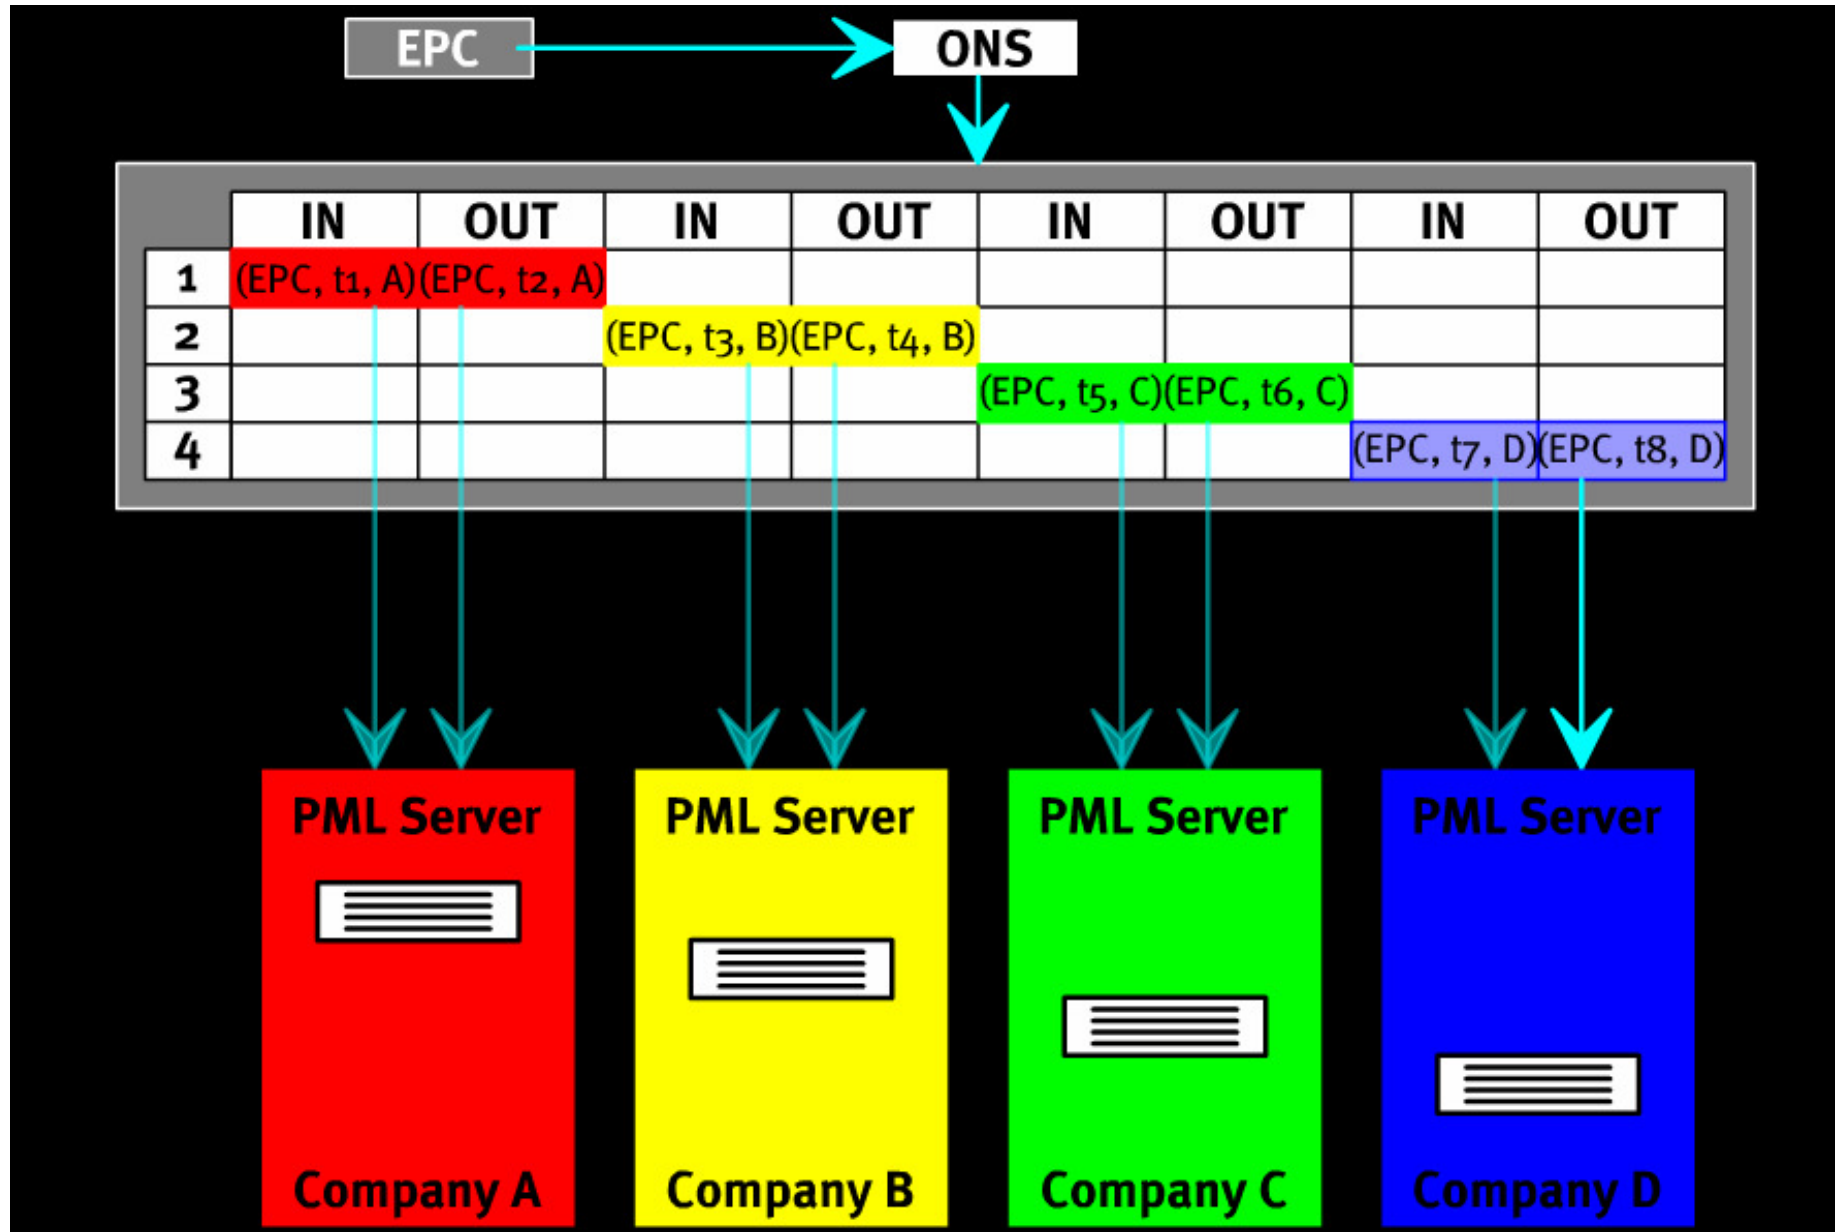 EPC ONS
IN OUT IN OUT IN OUT IN OUT
1 (EPC, t1, A) (EPC, t2, A)
2 (EPC, t3, B) (EPC, t4, B)
3 (EPC, t5, C) (EPC, t6, C)
4 (EPC, t7, D) (EPC, t8, D)
PML Server PML Server PML Server PML Server
Company A Company B Company C Company D